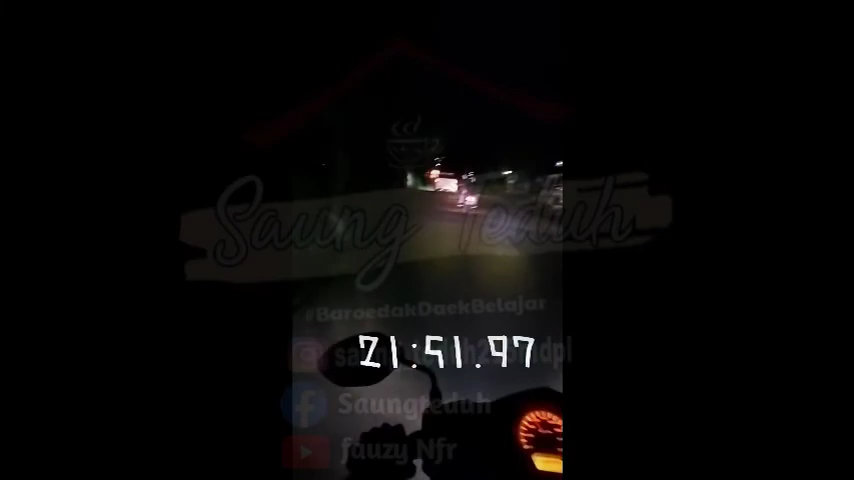 Saung Teduh
#BaroedakDaekBelajar
21:51.97
Saungteduh
fauzy Nfr